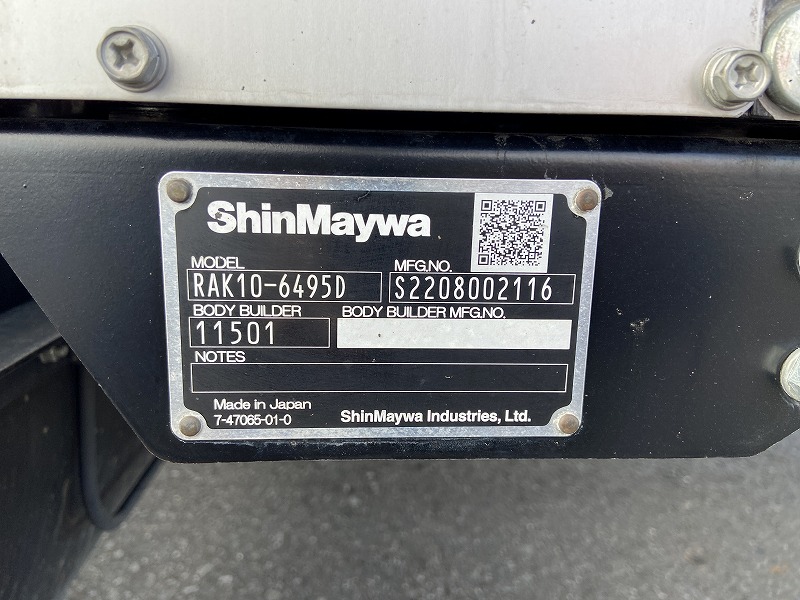 ShinMaywa
MODEL MFG.NO.
RAK10-6495D S2208002116
BODY BUILDER BODY BUILDER MFG.NO.
11501
NOTES
Made in Japan
7-47065-01-0 ShinMaywa Industries, Ltd.